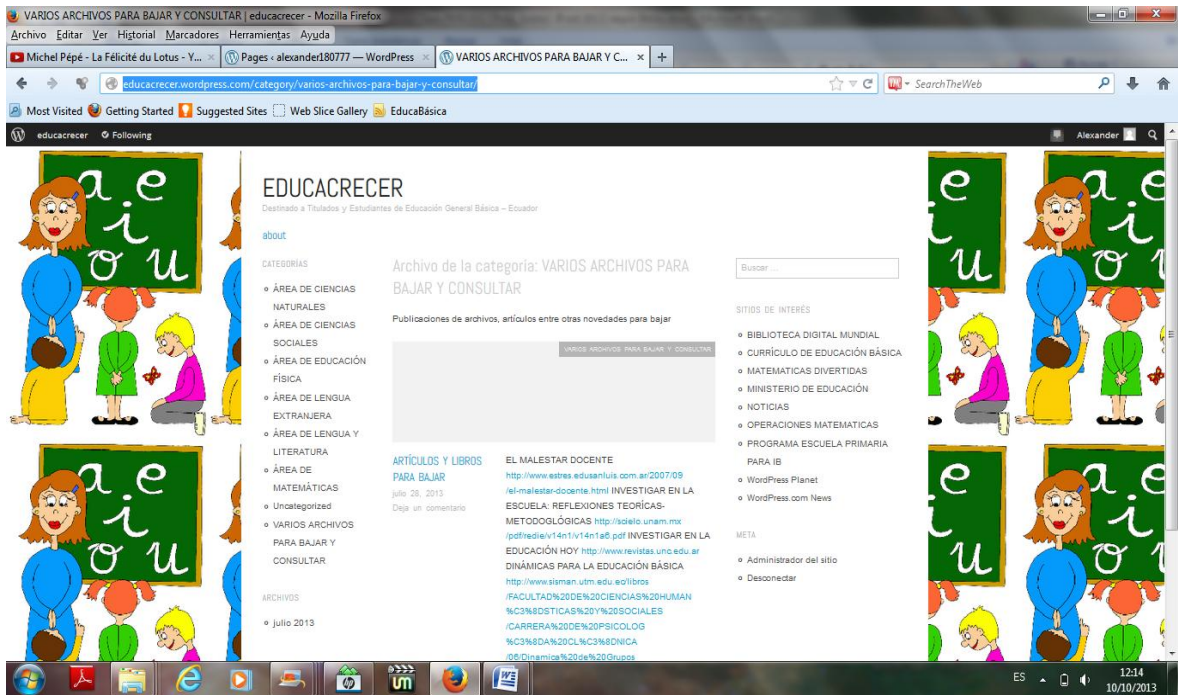 VARIOS ARCHIVOS PARA BAJAR Y CONSULTAR | educacrecer - Mozilla Firefox
Archivo Editar Ver Historial Marcadores Herramientas Ayuda
Michel Pépé - La Félicité du Lotus - Y...
Pages ‹ alexander180777 — WordPress
VARIOS ARCHIVOS PARA BAJAR Y C...
educacrecer.wordpress.com/category/varios-archivos-para-bajar-y-consultar/
SearchTheWeb
Most Visited Getting Started Suggested Sites Web Slice Gallery EducaBásica
educacrecer Following Alexander
a e
i
o u
EDUCACRECER
Destinado a Titulados y Estudiantes de Educación General Básica – Ecuador
about
CATEGORÍAS
ÀREA DE CIENCIAS
NATURALES
ÀREA DE CIENCIAS
SOCIALES
ÀREA DE EDUCACIÓN
FÍSICA
ÀREA DE LENGUA
EXTRANJERA
ÀREA DE LENGUA Y
LITERATURA
ÀREA DE
MATEMÀTICAS
Uncategorized
VARIOS ARCHIVOS
PARA BAJAR Y
CONSULTAR
ARCHIVOS
julio 2013
Archivo de la categoría: VARIOS ARCHIVOS PARA
BAJAR Y CONSULTAR
Publicaciones de archivos, artículos entre otras novedades para bajar
VARIOS ARCHIVOS PARA BAJAR Y CONSULTAR
ARTÍCULOS Y LIBROS
PARA BAJAR
julio 28, 2013
Deja un comentario
EL MALESTAR DOCENTE
http://www.estres.edusanluis.com.ar/2007/09
/el-malestar-docente.html INVESTIGAR EN LA
ESCUELA: REFLEXIONES TEORÍCAS-
METODOGLÓGICAS http://scielo.unam.mx
/pdf/redie/v14n1/v14n1a6.pdf INVESTIGAR EN LA
EDUCACIÓN HOY http://www.revistas.unc.edu.ar
DINÁMICAS PARA LA EDUCACIÓN BÀSICA
http://www.sisman.utm.edu.ec/libros
/FACULTAD%20DE%20CIENCIAS%20HUMAN
%C3%8DSTICAS%20Y%20SOCIALES
/CARRERA%20DE%20PSICOLOG
%C3%8DA%20CL%C3%8DNICA
/06/Dinamica%20de%20Grupos
Buscar ...
SITIOS DE INTERÉS
BIBLIOTECA DIGITAL MUNDIAL
CURRÍCULO DE EDUCACIÓN BÀSICA
MATEMATICAS DIVERTIDAS
MINISTERIO DE EDUCACIÓN
NOTICIAS
OPERACIONES MATEMATICAS
PROGRAMA ESCUELA PRIMARIA
PARA IB
WordPress Planet
WordPress.com News
META
Administrador del sitio
Desconectar
e
i
u
a e
i
o u
a e
i
o u
e
i
u
a e
i
o u
ES 12:14
10/10/2013